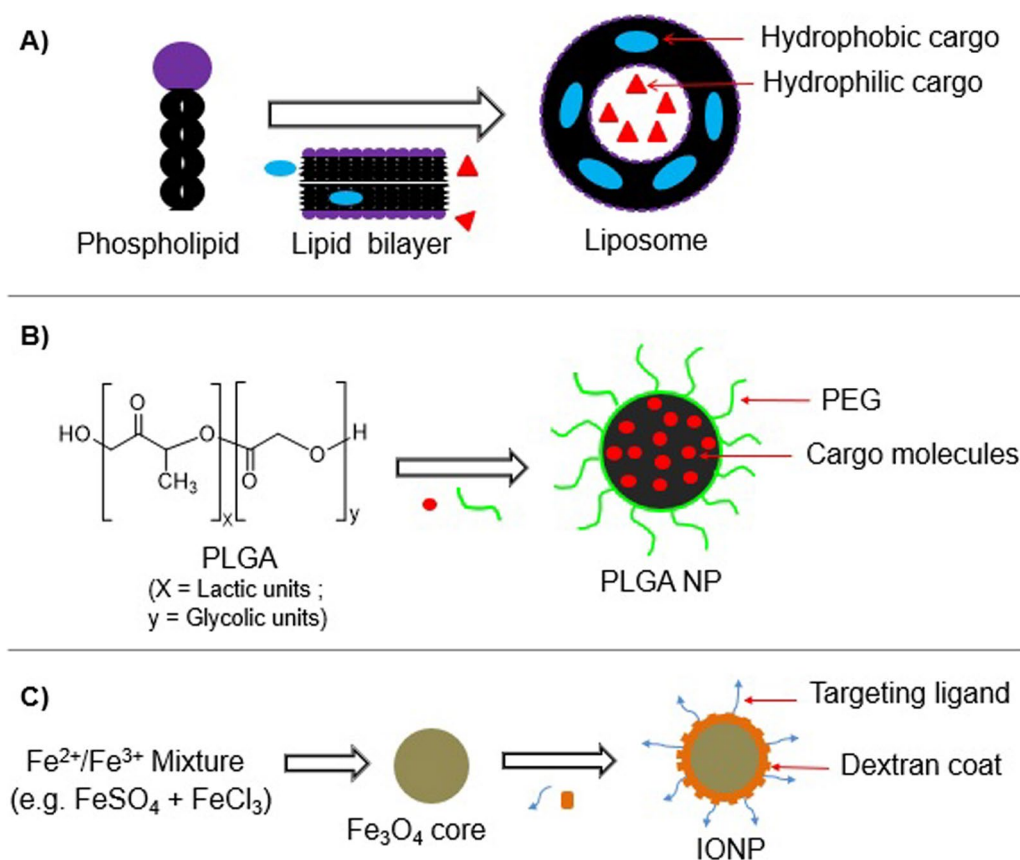 A)
Hydrophobic cargo
Hydrophilic cargo
Phospholipid
Lipid bilayer
Liposome
B)
HO
O
CH₃
O
O
O
H
X
y
PLGA
(X = Lactic units ;
y = Glycolic units)
PEG
Cargo molecules
PLGA NP
C)
Fe²⁺/Fe³⁺ Mixture
(e.g. FeSO₄ + FeCl₃)
Fe₃O₄ core
Targeting ligand
Dextran coat
IONP